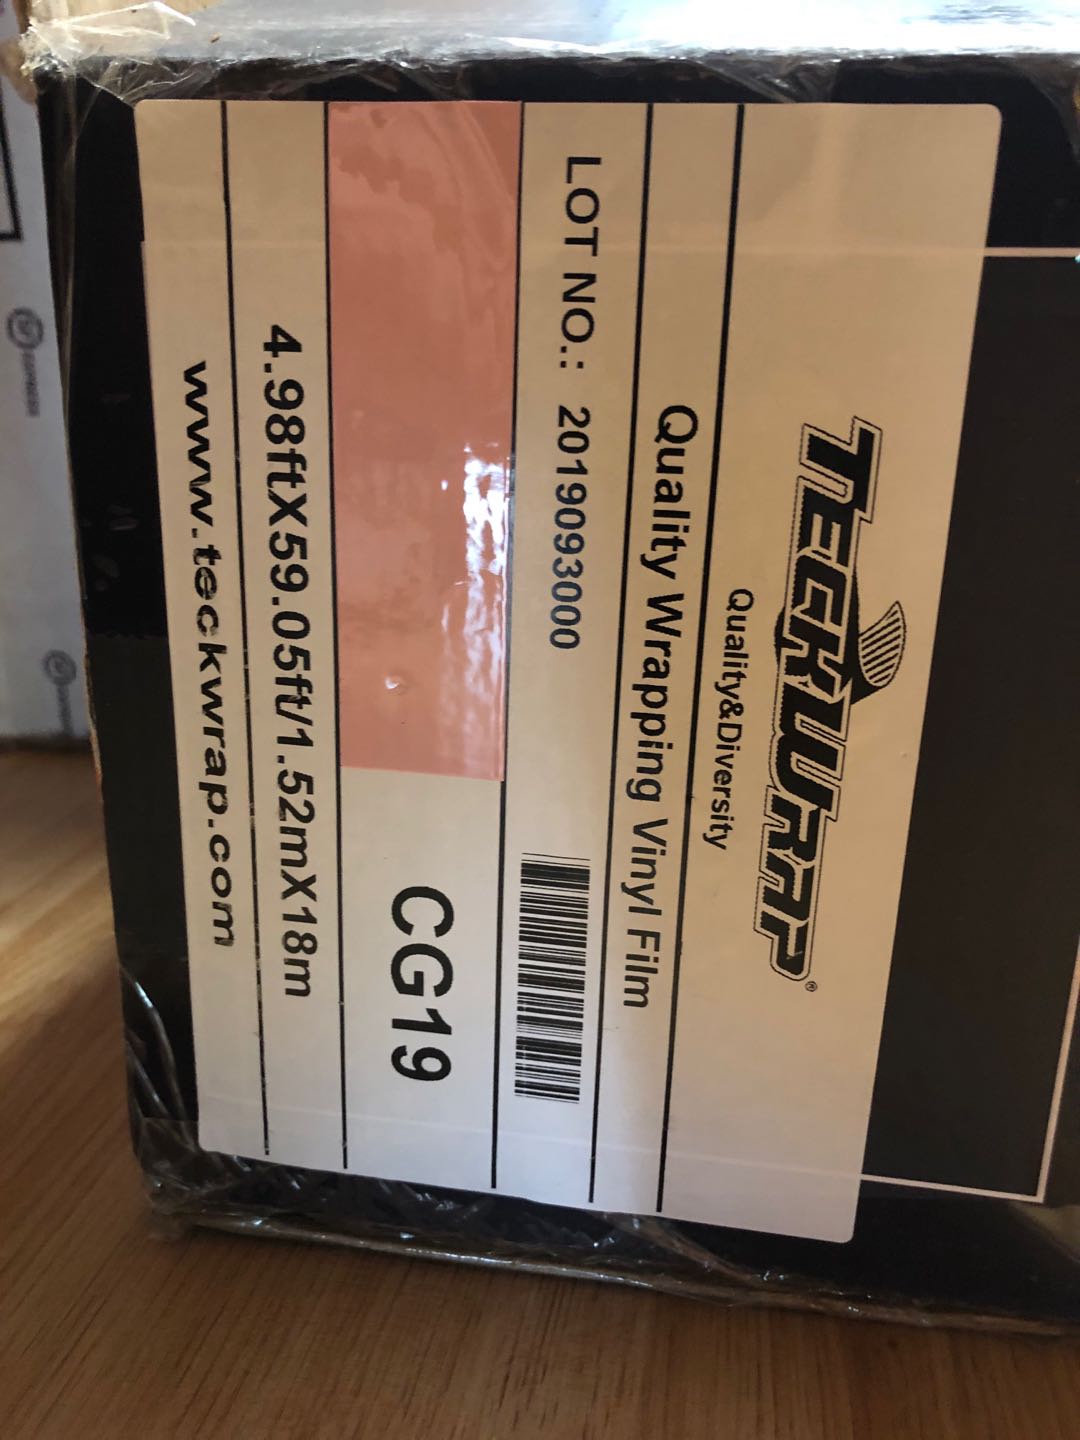 TECKWRAP®
Quality&Diversity
Quality Wrapping Vinyl Film
LOT NO.: 2019093000
CG19
4.98ftX59.05ft/1.52mX18m
www.teckwrap.com